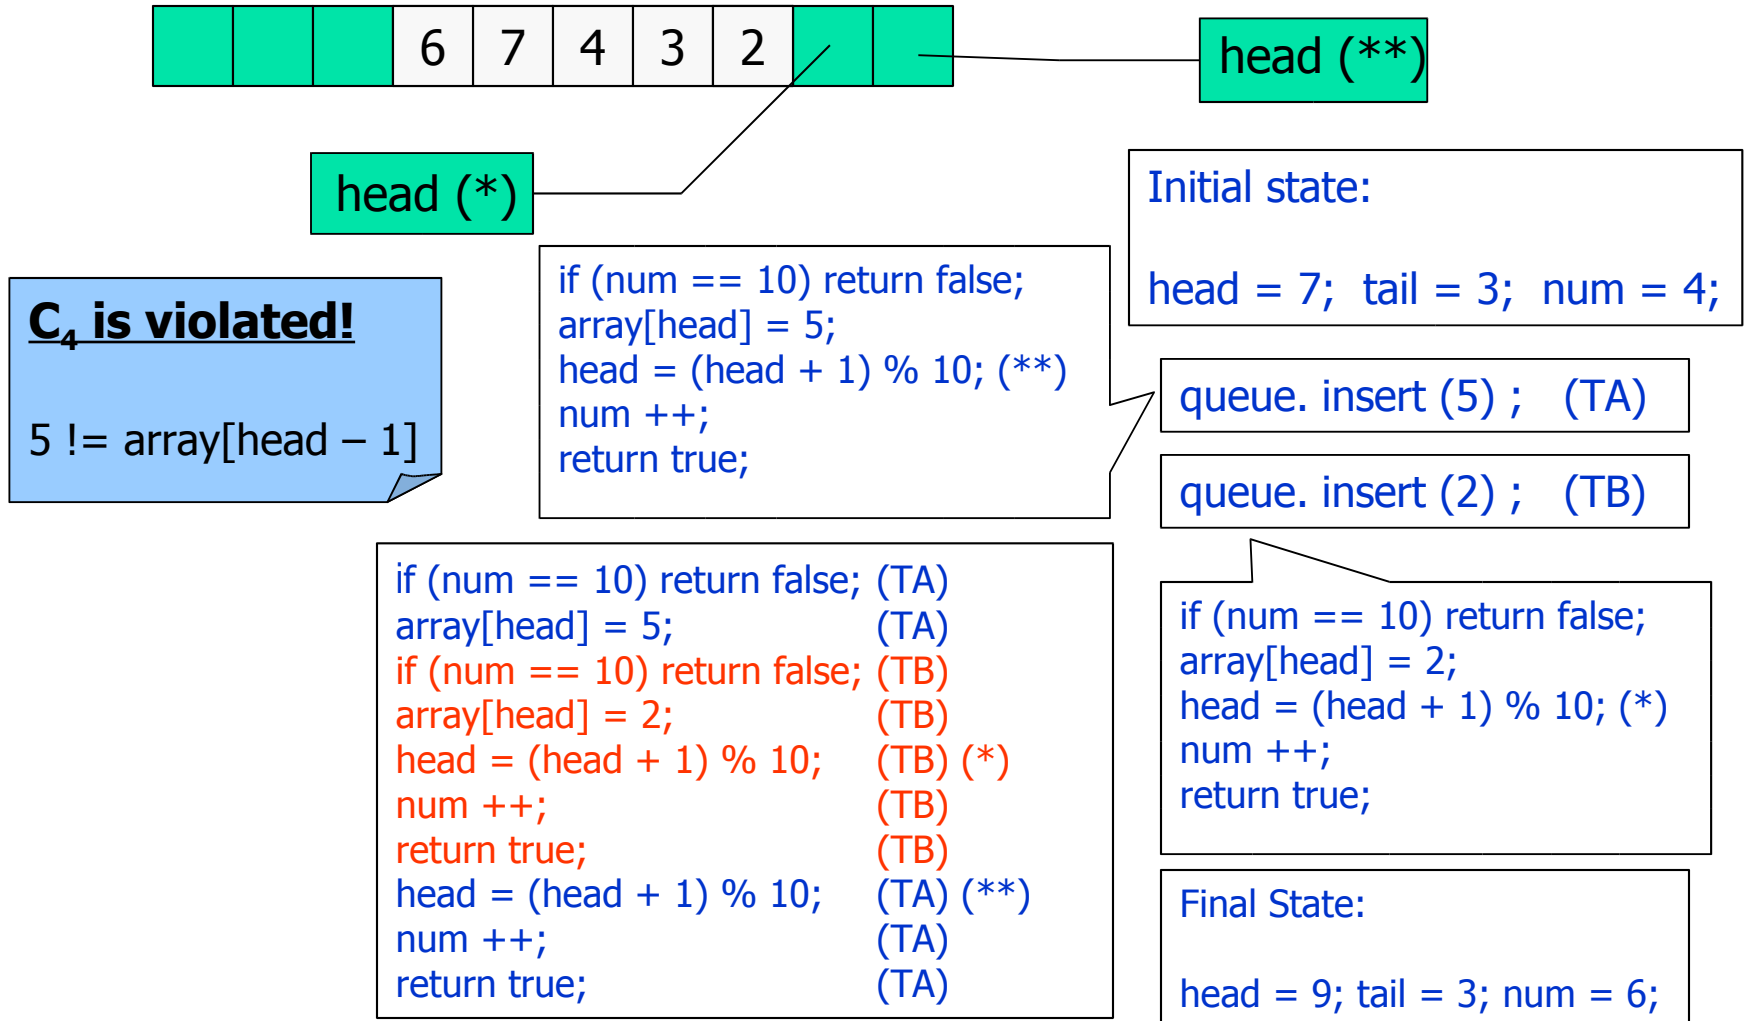 6 7 4 3 2
head (**)
head (*)
Initial state:
head = 7; tail = 3; num = 4;
C4 is violated!
5 != array[head – 1]
if (num == 10) return false;
array[head] = 5;
head = (head + 1) % 10; (**)
num ++;
return true;
queue. insert (5) ; (TA)
queue. insert (2) ; (TB)
if (num == 10) return false; (TA)
array[head] = 5; (TA)
if (num == 10) return false; (TB)
array[head] = 2; (TB)
head = (head + 1) % 10; (TB) (*)
num ++; (TB)
return true; (TB)
head = (head + 1) % 10; (TA) (**)
num ++; (TA)
return true; (TA)
if (num == 10) return false;
array[head] = 2;
head = (head + 1) % 10; (*)
num ++;
return true;
Final State:
head = 9; tail = 3; num = 6;